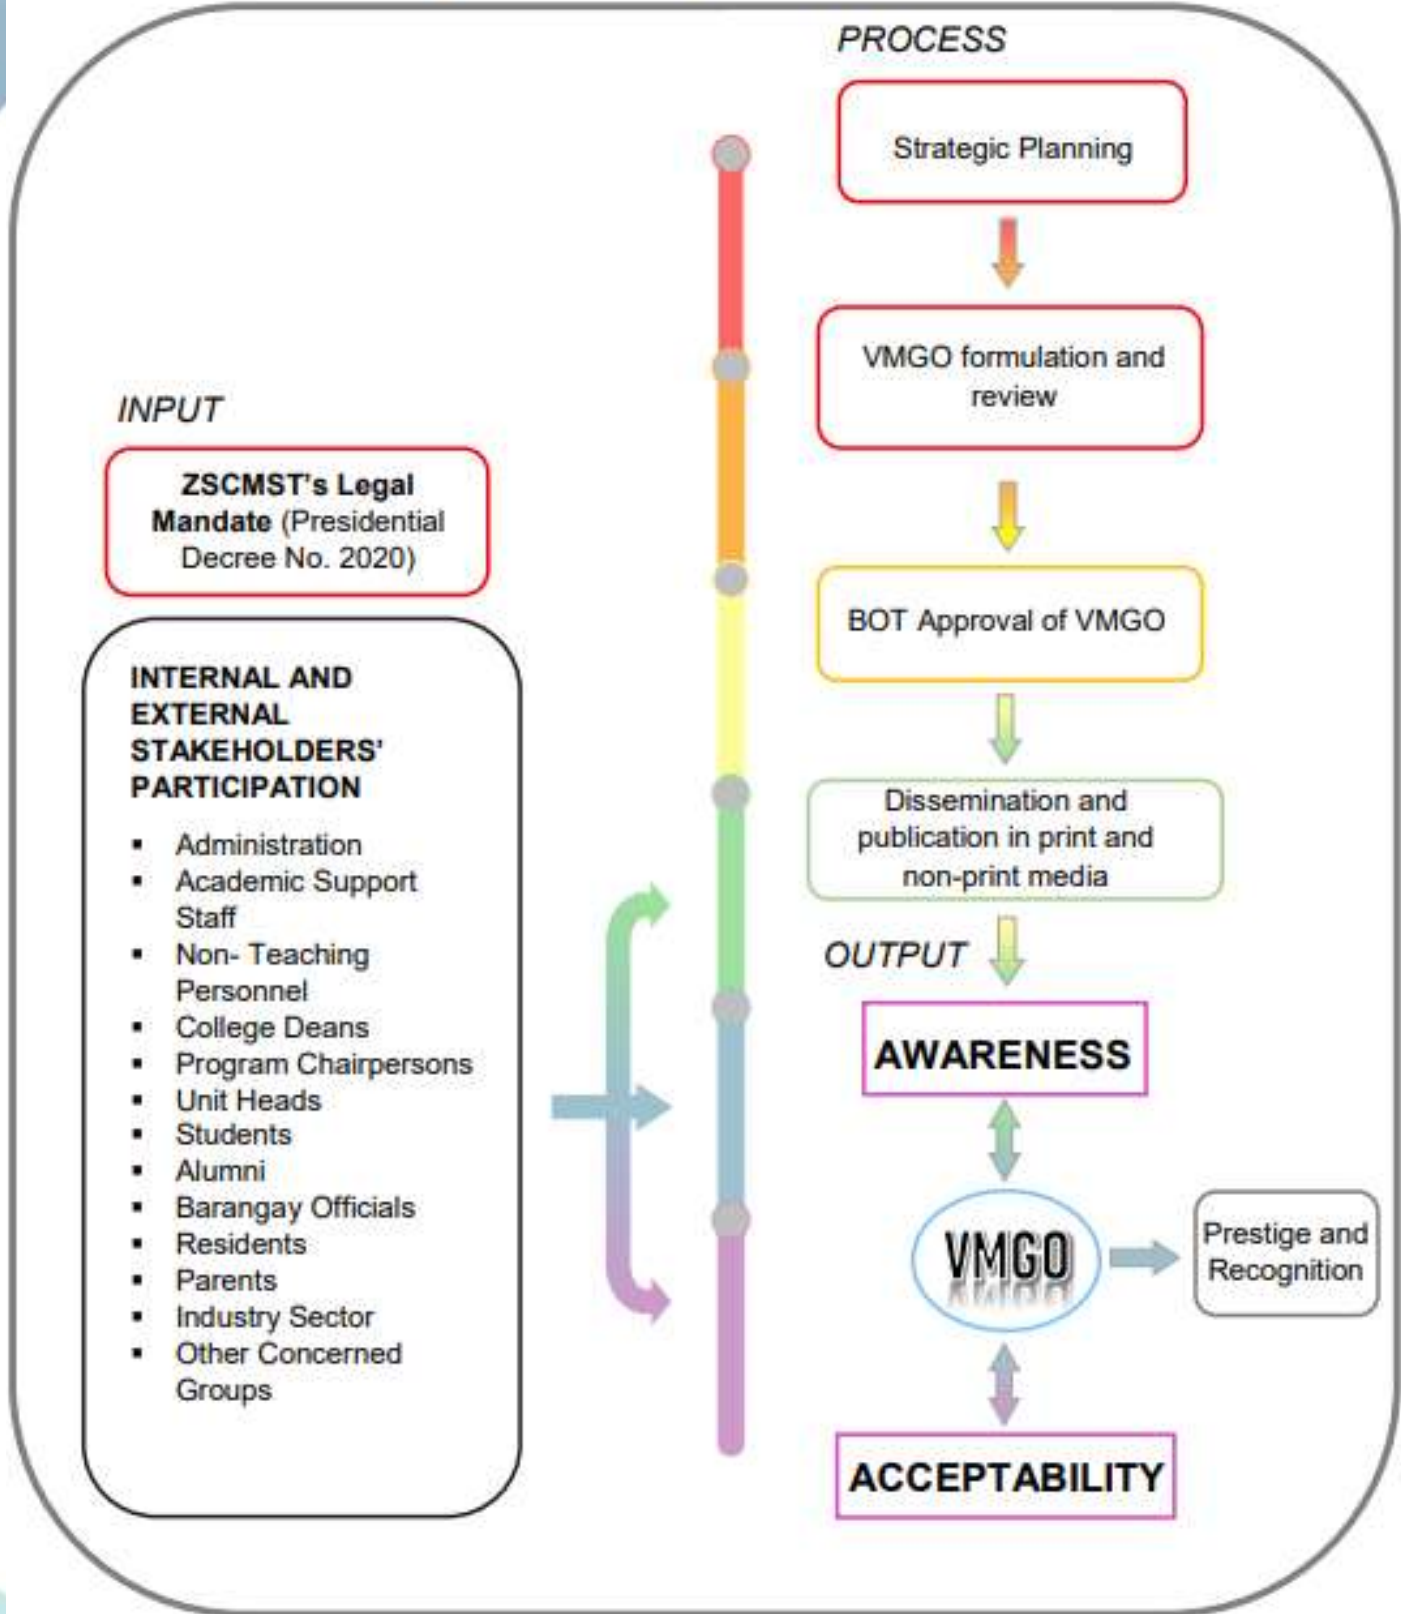 INPUT
ZSCMST's Legal
Mandate (Presidential
Decree No. 2020)
INTERNAL AND
EXTERNAL
STAKEHOLDERS'
PARTICIPATION
▪ Administration
▪ Academic Support
Staff
▪ Non- Teaching
Personnel
▪ College Deans
▪ Program Chairpersons
▪ Unit Heads
▪ Students
▪ Alumni
▪ Barangay Officials
▪ Residents
▪ Parents
▪ Industry Sector
▪ Other Concerned
Groups
PROCESS
Strategic Planning
VMGO formulation and
review
BOT Approval of VMGO
Dissemination and
publication in print and
non-print media
OUTPUT
AWARENESS
VMGO
Prestige and
Recognition
ACCEPTABILITY